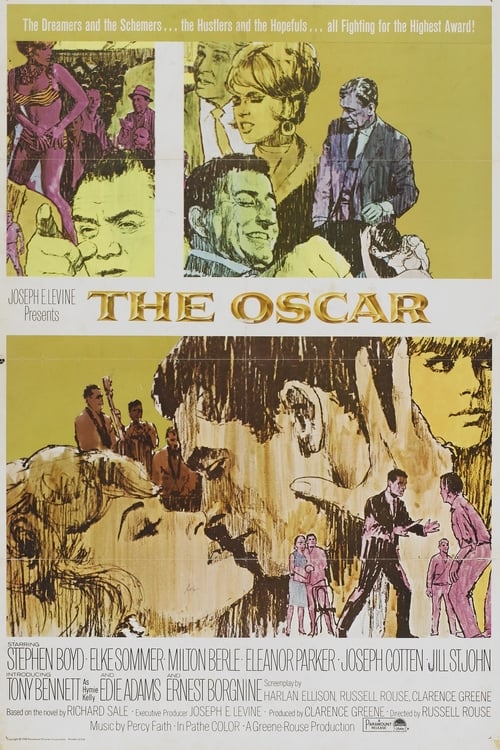 The Dreamers and the Schemers...the Hustlers and the Hopefuls...all Fighting for the Highest Award!
JOSEPH E. LEVINE
Presents
THE OSCAR
STARRING
STEPHEN BOYD · ELKE SOMMER · MILTON BERLE · ELEANOR PARKER · JOSEPH COTTEN · JILL ST. JOHN
INTRODUCING
TONY BENNETT As Hymie Kelly AND EDIE ADAMS AND ERNEST BORGNINE
Screenplay by HARLAN ELLISON, RUSSELL ROUSE, CLARENCE GREENE
Based on the novel by RICHARD SALE · Executive Producer JOSEPH E. LEVINE · Produced by CLARENCE GREENE · Directed by RUSSELL ROUSE
Music by Percy Faith · In Pathé COLOR · A Greene-Rouse Production
PARAMOUNT
RELEASE